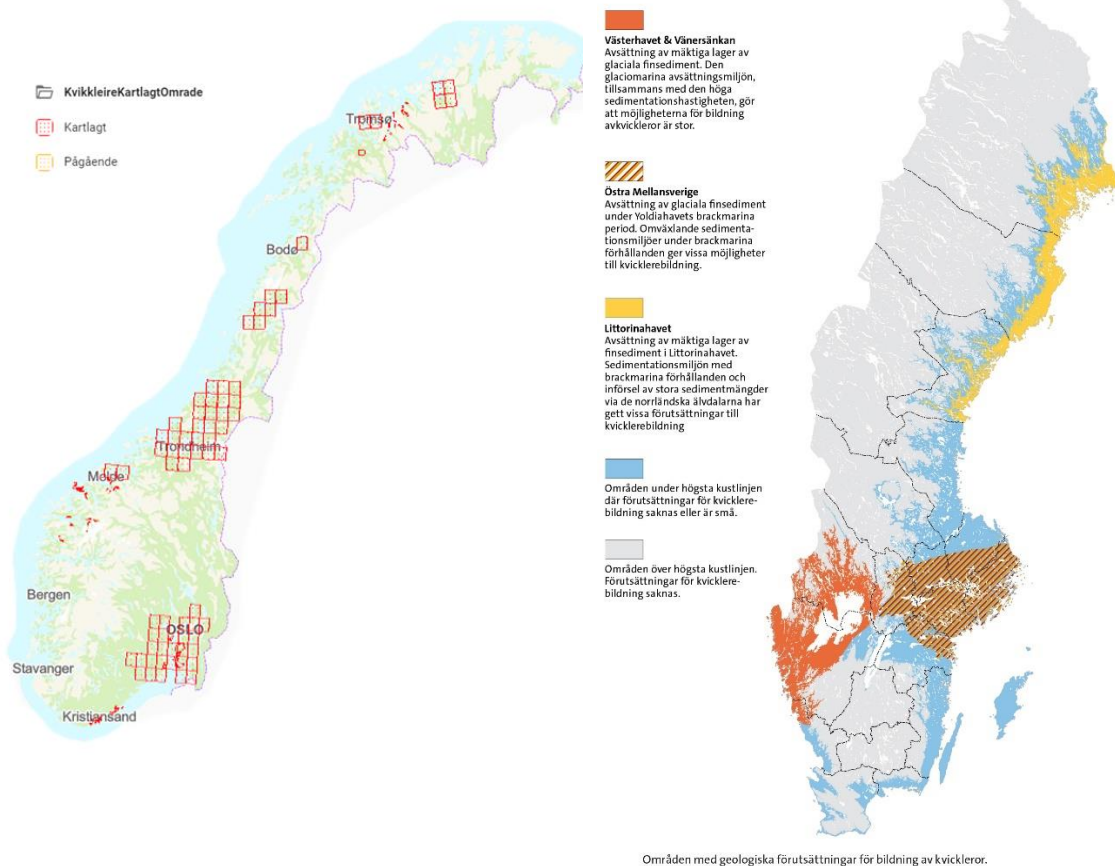 KvikkleireKartlagtOmrade
Kartlagt
Pågående
Tromsø
Bodø
Trondheim
Molde
Bergen
OSLO
Stavanger
Kristiansand
Västerhavet & Vänersänkan
Avsättning av mäktiga lager av
glaciala finsediment. Den
glaciomarina avsättningsmiljön,
tillsammans med den höga
sedimentationshastigheten, gör
att möjligheterna för bildning
avkvickleror är stor.
Östra Mellansverige
Avsättning av glaciala finsediment
under Yoldiahavets brackmarina
period. Omväxlande sedimenta-
tionsmiljöer under brackmarina
förhållanden ger vissa möjligheter
till kvicklerebildning.
Littorinahavet
Avsättning av mäktiga lager av
finsediment i Littorinahavet.
Sedimentationsmiljön med
brackmarina förhållanden och
införsel av stora sedimentmängder
via de norrländska älvdalarna har
gett vissa förutsättningar till
kvicklerebildning
Områden under högsta kustlinjen
där förutsättningar för kvicklere-
bildning saknas eller är små.
Områden över högsta kustlinjen.
Förutsättningar för kvicklere-
bildning saknas.
Områden med geologiska förutsättningar för bildning av kvickleror.